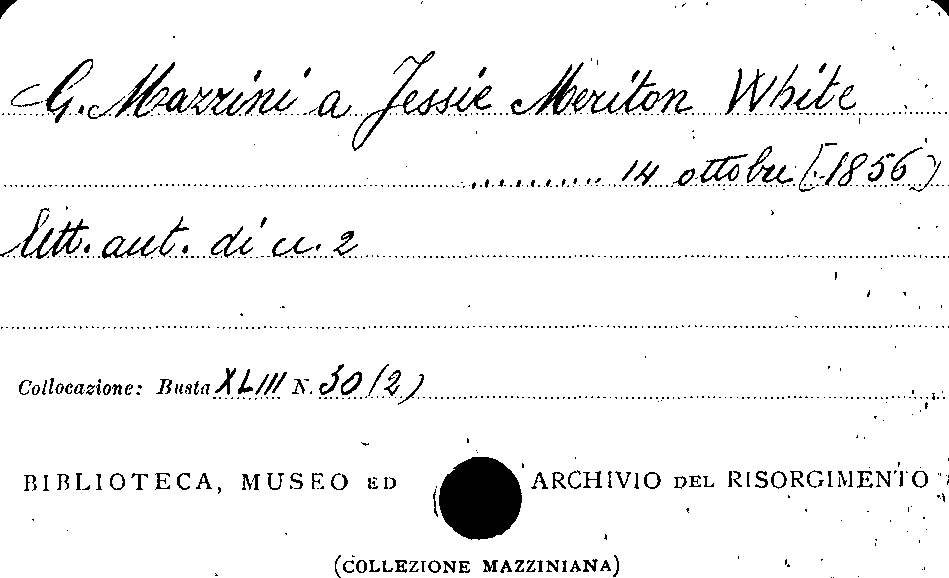 G. Mazzini a Jessie Meriton White
.......... 14 ottobre [1856]
lett. aut. di cc. 2
Collocazione: Busta XLIII N. 30(2)
BIBLIOTECA, MUSEO ED ARCHIVIO DEL RISORGIMENTO
(COLLEZIONE MAZZINIANA)